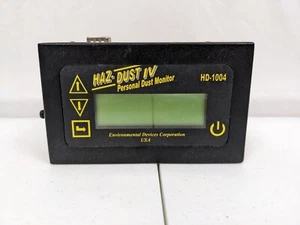 HAZ-DUST IV
HD-1004
Personal Dust Monitor
Environmental Devices Corporation
USA